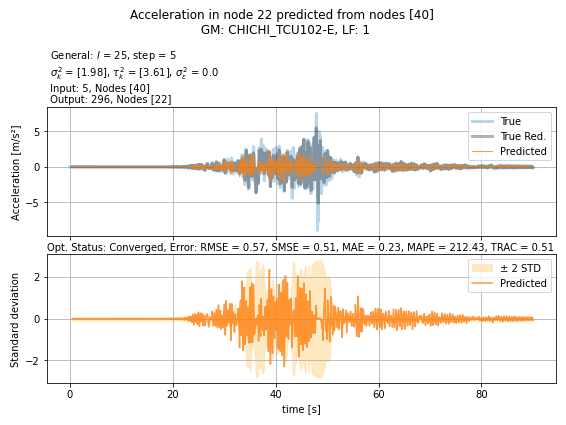 Acceleration in node 22 predicted from nodes [40]
GM: CHICHI_TCU102-E, LF: 1
General: l = 25, step = 5
σ²ₖ = [1.98], τ²ₖ = [3.61], σ²ₑ = 0.0
Input: 5, Nodes [40]
Output: 296, Nodes [22]
Acceleration [m/s²]
5
0
−5
True
True Red.
Predicted
Opt. Status: Converged, Error: RMSE = 0.57, SMSE = 0.51, MAE = 0.23, MAPE = 212.43, TRAC = 0.51
Standard deviation
2
0
−2
± 2 STD
Predicted
0 20 40 60 80
time [s]